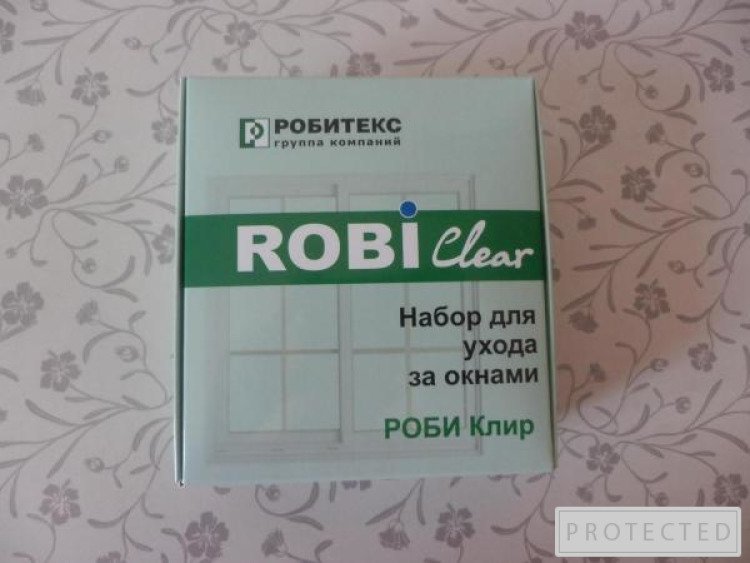 РОБИТЕКС
группа компаний
ROBi Clear
Набор для
ухода
за окнами
РОБИ Клир
PROTECTED